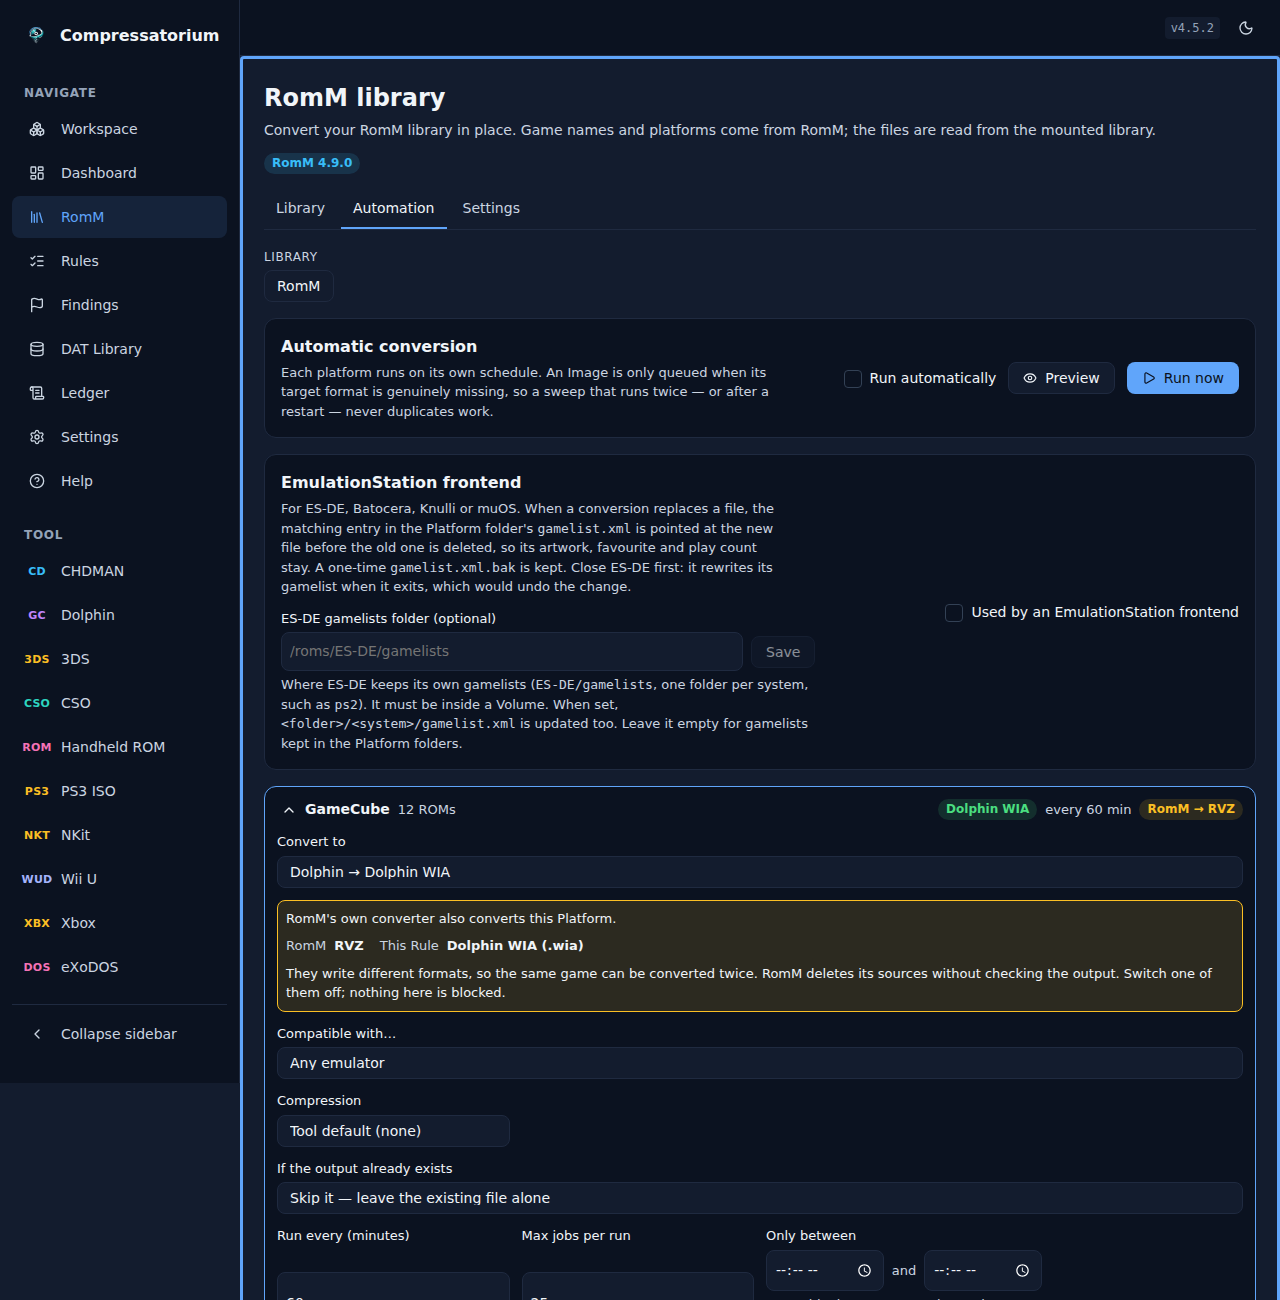 Compressatorium
v4.5.2
NAVIGATE
Workspace
Dashboard
RomM
Rules
Findings
DAT Library
Ledger
Settings
Help
TOOL
CD CHDMAN
GC Dolphin
3DS 3DS
CSO CSO
ROM Handheld ROM
PS3 PS3 ISO
NKT NKit
WUD Wii U
XBX Xbox
DOS eXoDOS
Collapse sidebar
RomM library
Convert your RomM library in place. Game names and platforms come from RomM; the files are read from the mounted library.
RomM 4.9.0
Library Automation Settings
LIBRARY
RomM
Automatic conversion
Each platform runs on its own schedule. An Image is only queued when its
target format is genuinely missing, so a sweep that runs twice — or after a
restart — never duplicates work.
Run automatically Preview Run now
EmulationStation frontend
For ES-DE, Batocera, Knulli or muOS. When a conversion replaces a file, the
matching entry in the Platform folder's gamelist.xml is pointed at the new
file before the old one is deleted, so its artwork, favourite and play count
stay. A one-time gamelist.xml.bak is kept. Close ES-DE first: it rewrites its
gamelist when it exits, which would undo the change.
ES-DE gamelists folder (optional)
/roms/ES-DE/gamelists Save
Where ES-DE keeps its own gamelists (ES-DE/gamelists, one folder per system,
such as ps2). It must be inside a Volume. When set,
<folder>/<system>/gamelist.xml is updated too. Leave it empty for gamelists
kept in the Platform folders.
Used by an EmulationStation frontend
GameCube 12 ROMs Dolphin WIA every 60 min RomM → RVZ
Convert to
Dolphin → Dolphin WIA
RomM's own converter also converts this Platform.
RomM RVZ This Rule Dolphin WIA (.wia)
They write different formats, so the same game can be converted twice. RomM deletes its sources without checking the output. Switch one of
them off; nothing here is blocked.
Compatible with…
Any emulator
Compression
Tool default (none)
If the output already exists
Skip it — leave the existing file alone
Run every (minutes) Max jobs per run Only between
--:-- -- and --:-- --